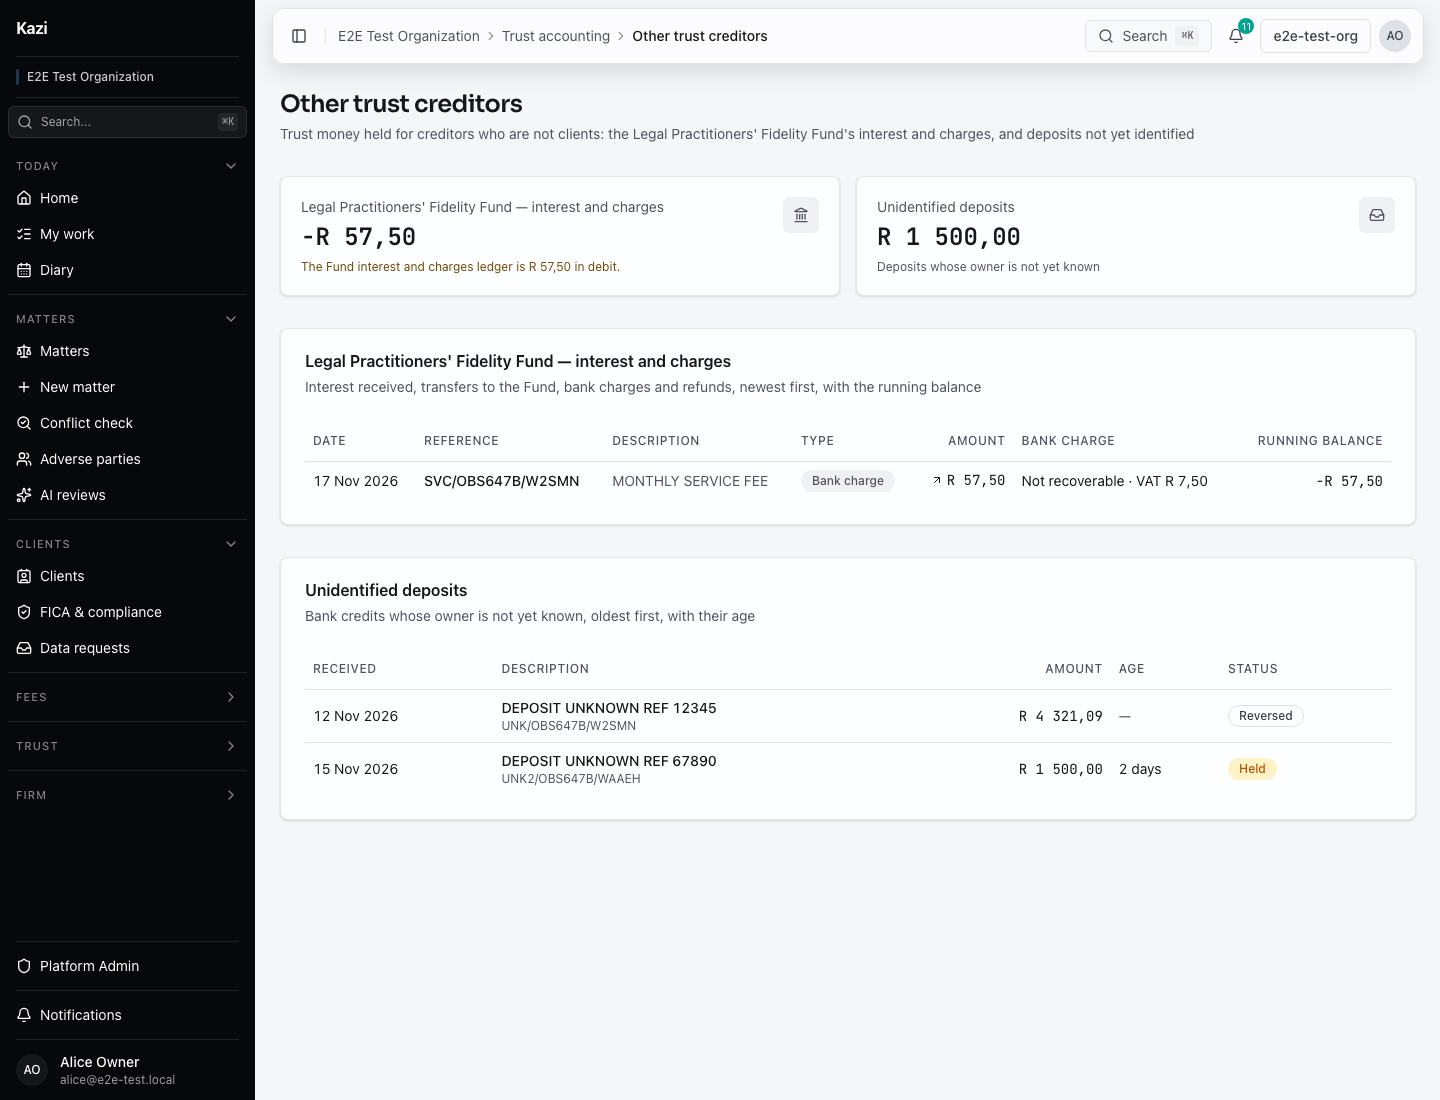 Kazi
E2E Test Organization
Search...
⌘K
TODAY
Home
My work
Diary
MATTERS
Matters
New matter
Conflict check
Adverse parties
AI reviews
CLIENTS
Clients
FICA & compliance
Data requests
FEES
TRUST
FIRM
Platform Admin
Notifications
AO
Alice Owner
alice@e2e-test.local
E2E Test Organization > Trust accounting > Other trust creditors
Search ⌘K
11
e2e-test-org
AO
Other trust creditors
Trust money held for creditors who are not clients: the Legal Practitioners' Fidelity Fund's interest and charges, and deposits not yet identified
Legal Practitioners' Fidelity Fund — interest and charges
-R 57,50
The Fund interest and charges ledger is R 57,50 in debit.
Unidentified deposits
R 1 500,00
Deposits whose owner is not yet known
Legal Practitioners' Fidelity Fund — interest and charges
Interest received, transfers to the Fund, bank charges and refunds, newest first, with the running balance
DATE REFERENCE DESCRIPTION TYPE AMOUNT BANK CHARGE RUNNING BALANCE
17 Nov 2026 SVC/OBS647B/W2SMN MONTHLY SERVICE FEE Bank charge R 57,50 Not recoverable · VAT R 7,50 -R 57,50
Unidentified deposits
Bank credits whose owner is not yet known, oldest first, with their age
RECEIVED DESCRIPTION AMOUNT AGE STATUS
12 Nov 2026 DEPOSIT UNKNOWN REF 12345 R 4 321,09 — Reversed
UNK/OBS647B/W2SMN
15 Nov 2026 DEPOSIT UNKNOWN REF 67890 R 1 500,00 2 days Held
UNK2/OBS647B/WAAEH